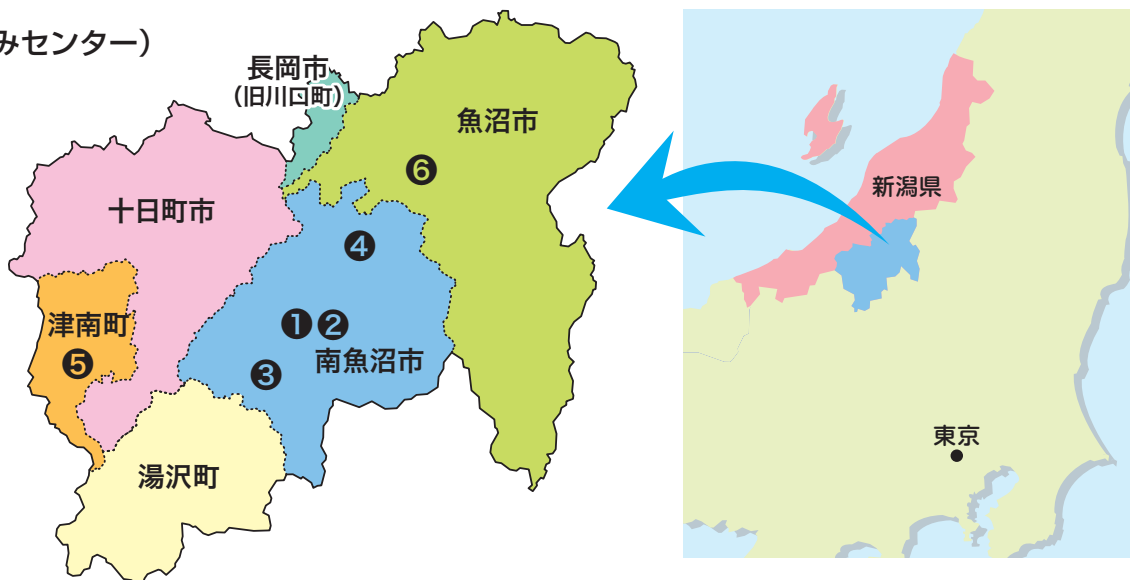 みセンター）
長岡市
（旧川口町）
魚沼市
❻
十日町市
❹
津南町
❺
❶❷
南魚沼市
❸
湯沢町
新潟県
東京